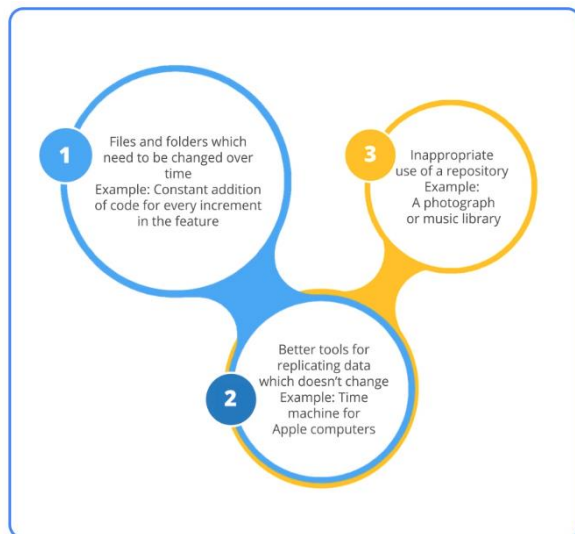 1
Files and folders which
need to be changed over
time
Example: Constant addition
of code for every increment
in the feature
2
Better tools for
replicating data
which doesn't change
Example: Time
machine for
Apple computers
3
Inappropriate
use of a repository
Example:
A photograph
or music library